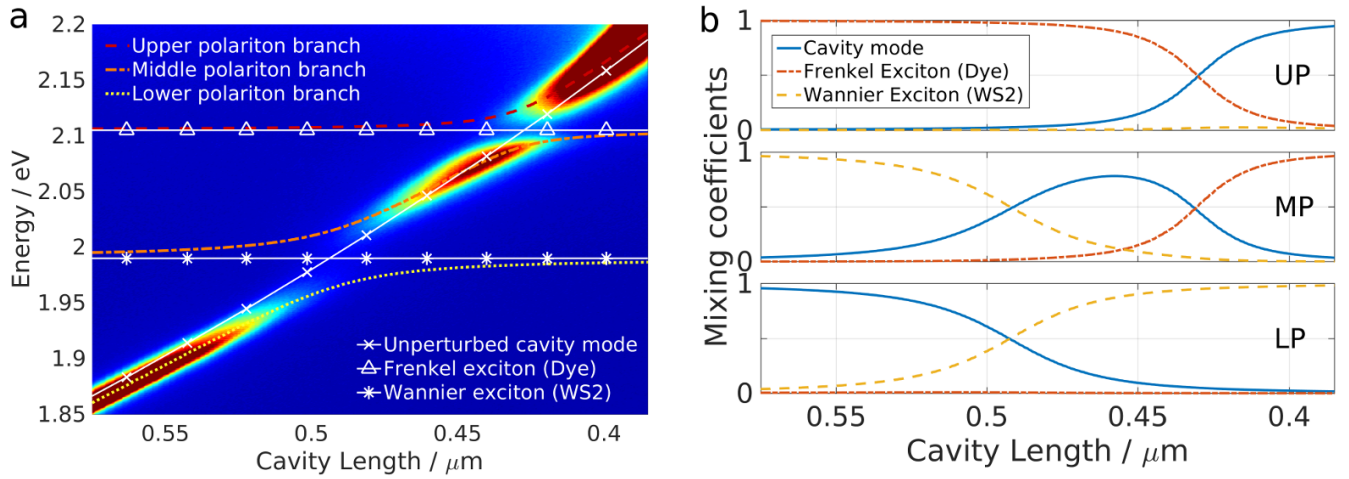 a
2.2
2.15
2.1
2.05
2
1.95
1.9
1.85
Energy / eV
Upper polariton branch
Middle polariton branch
Lower polariton branch
Unperturbed cavity mode
Frenkel exciton (Dye)
Wannier exciton (WS2)
0.55
0.5
0.45
0.4
Cavity Length / μm
b
Mixing coefficients
1
0
Cavity mode
Frenkel Exciton (Dye)
Wannier Exciton (WS2)
UP
1
0
MP
1
0
LP
0.55
0.5
0.45
0.4
Cavity Length / μm